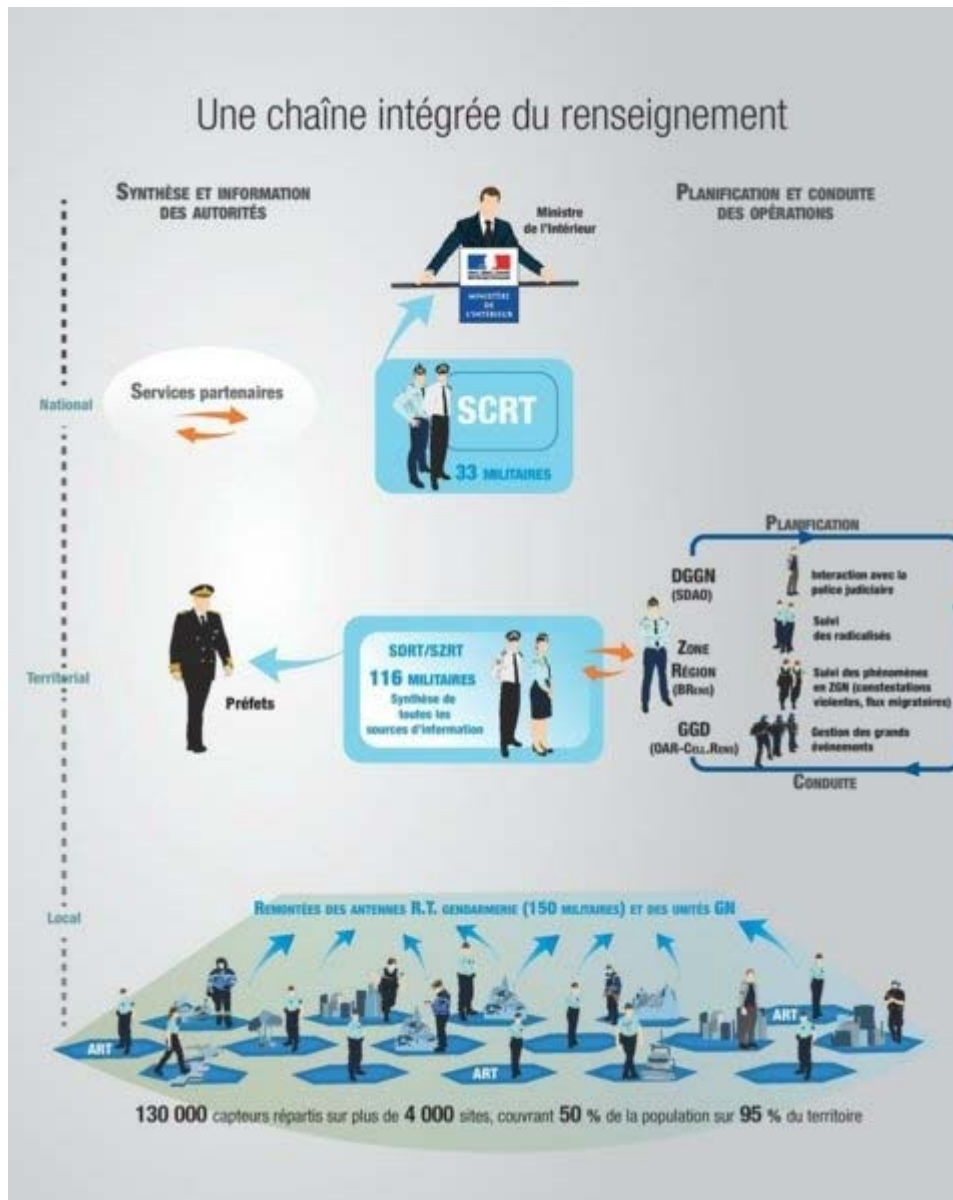 Une chaîne intégrée du renseignement
SYNTHÈSE ET INFORMATION
DES AUTORITÉS
Ministre
de l'Intérieur
PLANIFICATION ET CONDUITE
DES OPÉRATIONS
MINISTÈRE
DE
L'INTÉRIEUR
National
Services partenaires
SCRT
33 MILITAIRES
PLANIFICATION
DGGN
(SDAO)
ZONE
RÉGION
(BRENS)
GGD
(OAR-CELL.RENS)
Interaction avec la
police judiciaire
Suivi
des radicalisés
Suivi des phénomènes
en ZGN (constestations
violentes, flux migratoires)
Gestion des grands
événements
CONDUITE
Territorial
Préfets
SDRT/SZRT
116 MILITAIRES
Synthèse de
toutes les
sources d'information
Local
REMONTÉES DES ANTENNES R.T. GENDARMERIE (150 MILITAIRES) ET DES UNITÉS GN
ART
ART
ART
130 000 capteurs répartis sur plus de 4 000 sites, couvrant 50 % de la population sur 95 % du territoire